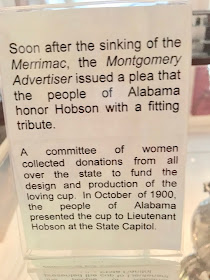 Soon after the sinking of the
Merrimac, the Montgomery
Advertiser issued a plea that
the people of Alabama
honor Hobson with a fitting
tribute.
A committee of women
collected donations from all
over the state to fund the
design and production of the
loving cup. In October of 1900,
the people of Alabama
presented the cup to Lieutenant
Hobson at the State Capitol.